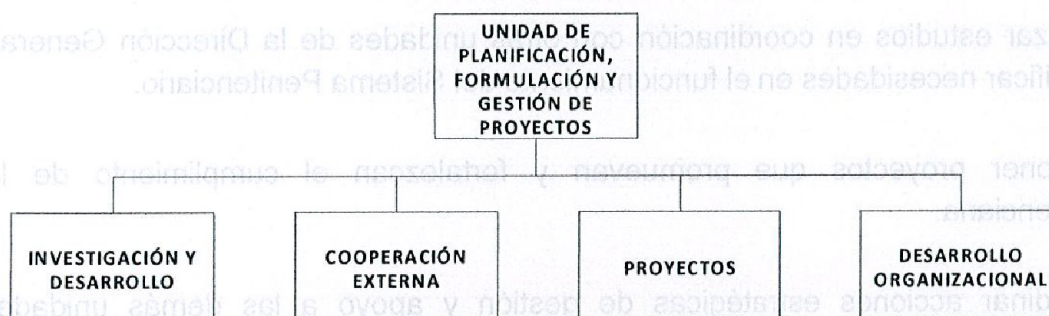 UNIDAD DE
PLANIFICACIÓN,
FORMULACIÓN Y
GESTIÓN DE
PROYECTOS
INVESTIGACIÓN Y
DESARROLLO
COOPERACIÓN
EXTERNA
PROYECTOS
DESARROLLO
ORGANIZACIONAL